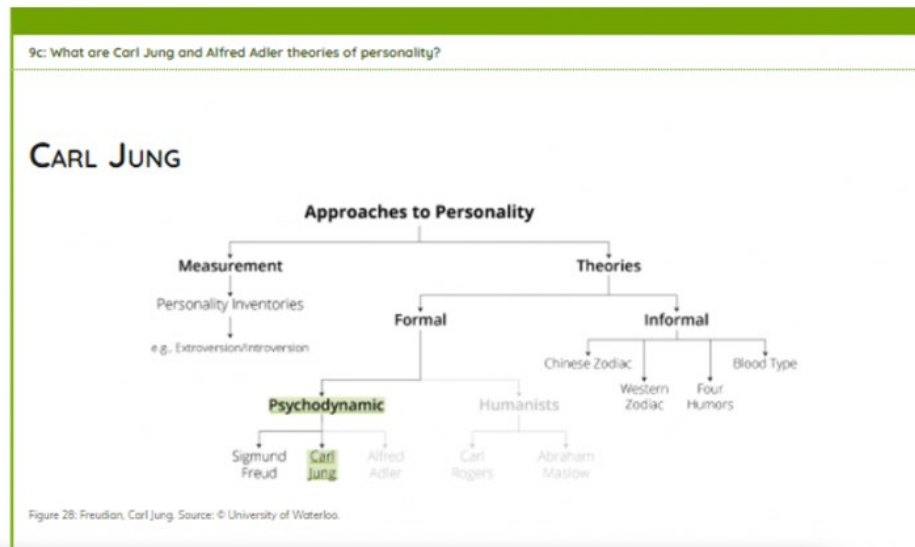 9c: What are Carl Jung and Alfred Adler theories of personality?
CARL JUNG
Approaches to Personality
Measurement
Theories
Personality Inventories
Formal
Informal
e.g., Extroversion/Introversion
Chinese Zodiac
Blood Type
Western
Zodiac
Four
Humors
Psychodynamic
Humanists
Sigmund
Freud
Carl
Jung
Alfred
Adler
Carl
Rogers
Abraham
Maslow
Figure 28: Freudian, Carl Jung. Source: © University of Waterloo.